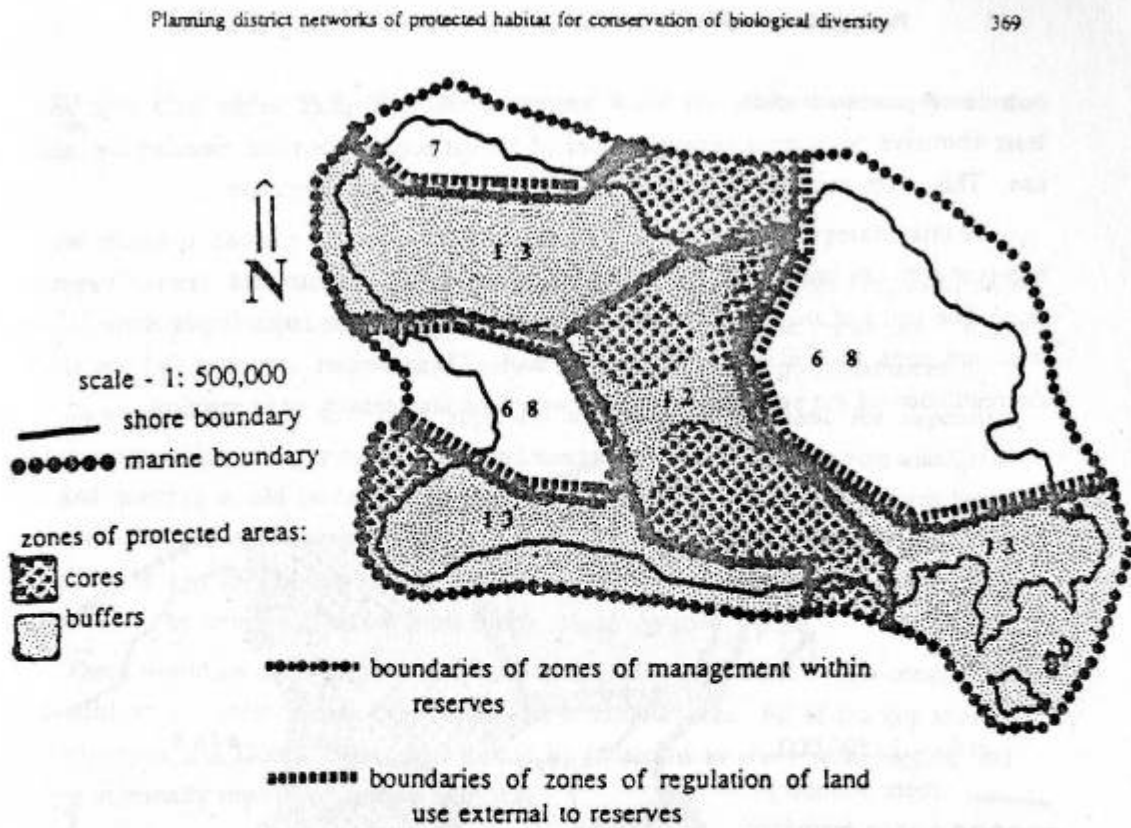 Planning district networks of protected habitat for conservation of biological diversity 369
7
1 3
N
6 8
scale - 1: 500,000
shore boundary
6 8
1 2
marine boundary
1 3
1 3
zones of protected areas:
cores
buffers
boundaries of zones of management within
reserves
boundaries of zones of regulation of land
use external to reserves